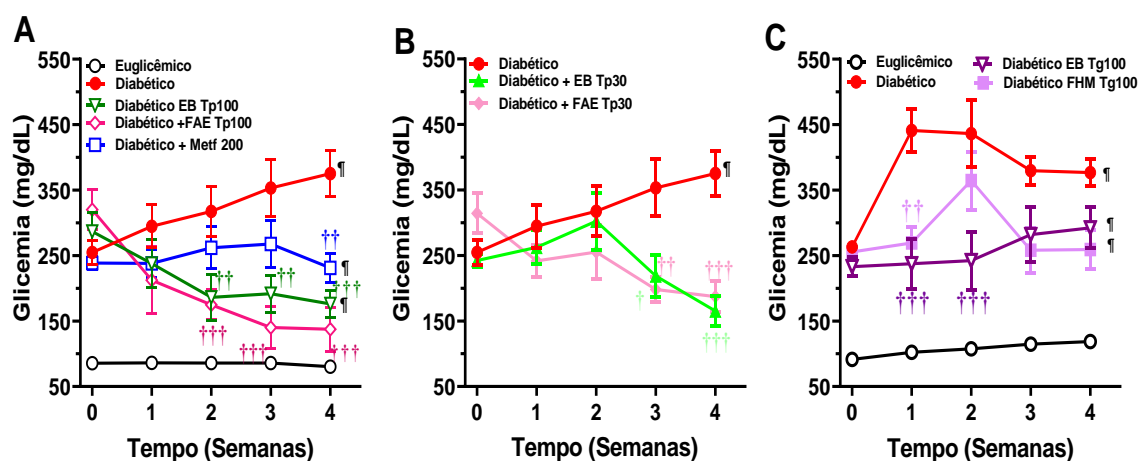 A
Glicemia (mg/dL)
550
450
350
250
150
50
Euglicêmico
Diabético
Diabético EB Tp100
Diabético +FAE Tp100
Diabético + Metf 200
¶
††
¶
††
††
†††
¶
†††
†††
†††
0 1 2 3 4
Tempo (Semanas)
B
Glicemia (mg/dL)
550
450
350
250
150
50
Diabético
Diabético + EB Tp30
Diabético + FAE Tp30
¶
††
†††
†
†††
0 1 2 3 4
Tempo (Semanas)
C
Glicemia (mg/dL)
550
450
350
250
150
50
Euglicêmico
Diabético
Diabético EB Tg100
Diabético FHM Tg100
¶
††
¶
¶
†††
†††
0 1 2 3 4
Tempo (Semanas)